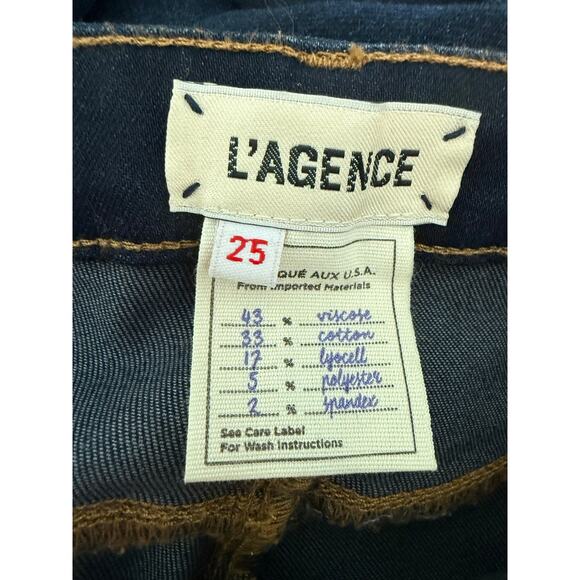 L'AGENCE
25
QUÉ AUX U.S.A.
From Imported Materials
43 % viscose
33 % cotton
17 % lyocell
5 % polyester
2 % spandex
See Care Label
For Wash Instructions